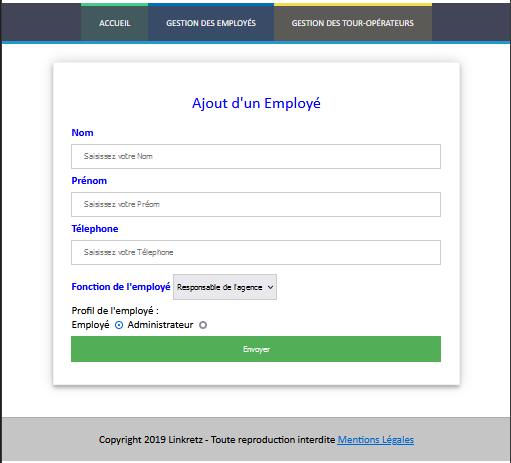 ACCUEIL GESTION DES EMPLOYÉS GESTION DES TOUR-OPÉRATEURS
Ajout d'un Employé
Nom
Saisissez votre Nom
Prénom
Saisissez votre Préom
Télephone
Saisissez votre Télephone
Fonction de l'employé Responsable de l'agence
Profil de l'employé :
Employé Administrateur
Envoyer
Copyright 2019 Linkretz - Toute reproduction interdite Mentions Légales